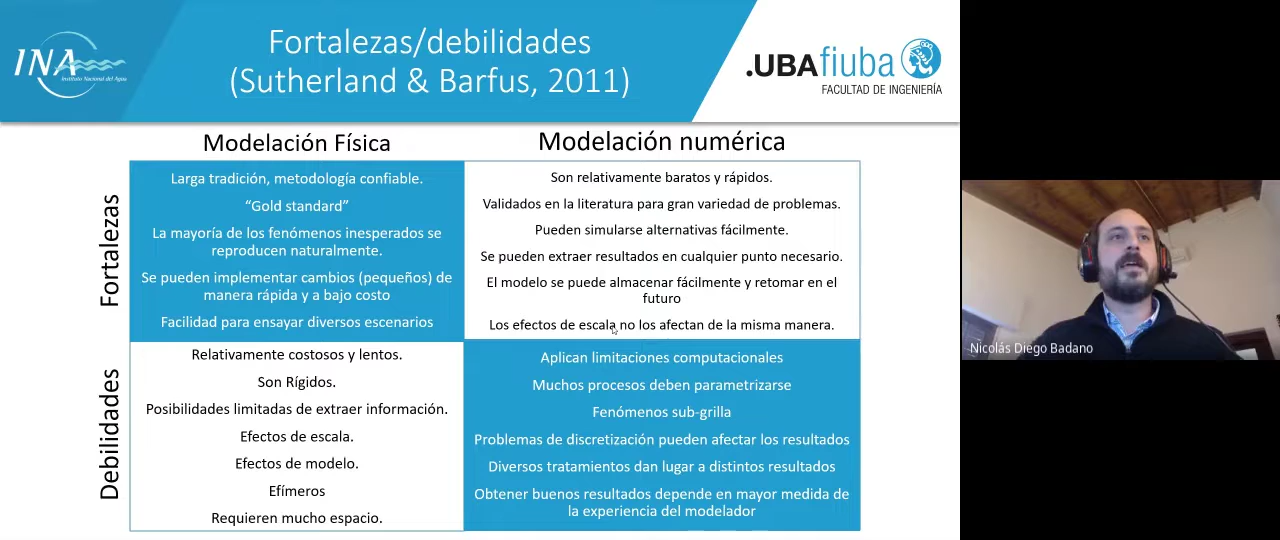 INA
Instituto Nacional del Agua
Fortalezas/debilidades
(Sutherland & Barfus, 2011)
.UBAfiuba
FACULTAD DE INGENIERÍA
Modelación Física
Modelación numérica
Fortalezas
Larga tradición, metodología confiable.
“Gold standard”
La mayoría de los fenómenos inesperados se
reproducen naturalmente.
Se pueden implementar cambios (pequeños) de
manera rápida y a bajo costo
Facilidad para ensayar diversos escenarios
Son relativamente baratos y rápidos.
Validados en la literatura para gran variedad de problemas.
Pueden simularse alternativas fácilmente.
Se pueden extraer resultados en cualquier punto necesario.
El modelo se puede almacenar fácilmente y retomar en el
futuro
Los efectos de escala no los afectan de la misma manera.
Debilidades
Relativamente costosos y lentos.
Son Rígidos.
Posibilidades limitadas de extraer información.
Efectos de escala.
Efectos de modelo.
Efímeros
Requieren mucho espacio.
Aplican limitaciones computacionales
Muchos procesos deben parametrizarse
Fenómenos sub-grilla
Problemas de discretización pueden afectar los resultados
Diversos tratamientos dan lugar a distintos resultados
Obtener buenos resultados depende en mayor medida de
la experiencia del modelador
Nicolás Diego Badano